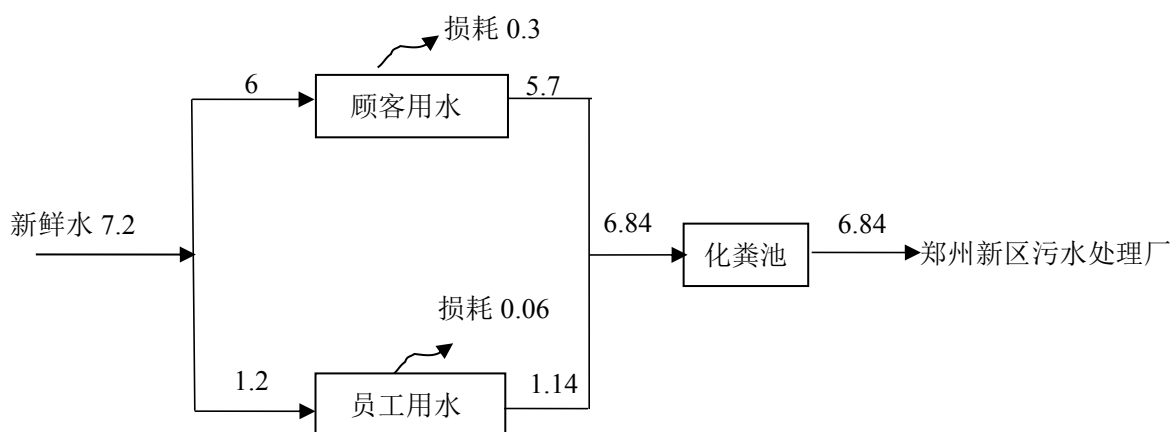 损耗 0.3
6
顾客用水
5.7
新鲜水 7.2
6.84
化粪池
6.84
郑州新区污水处理厂
损耗 0.06
1.2
员工用水
1.14